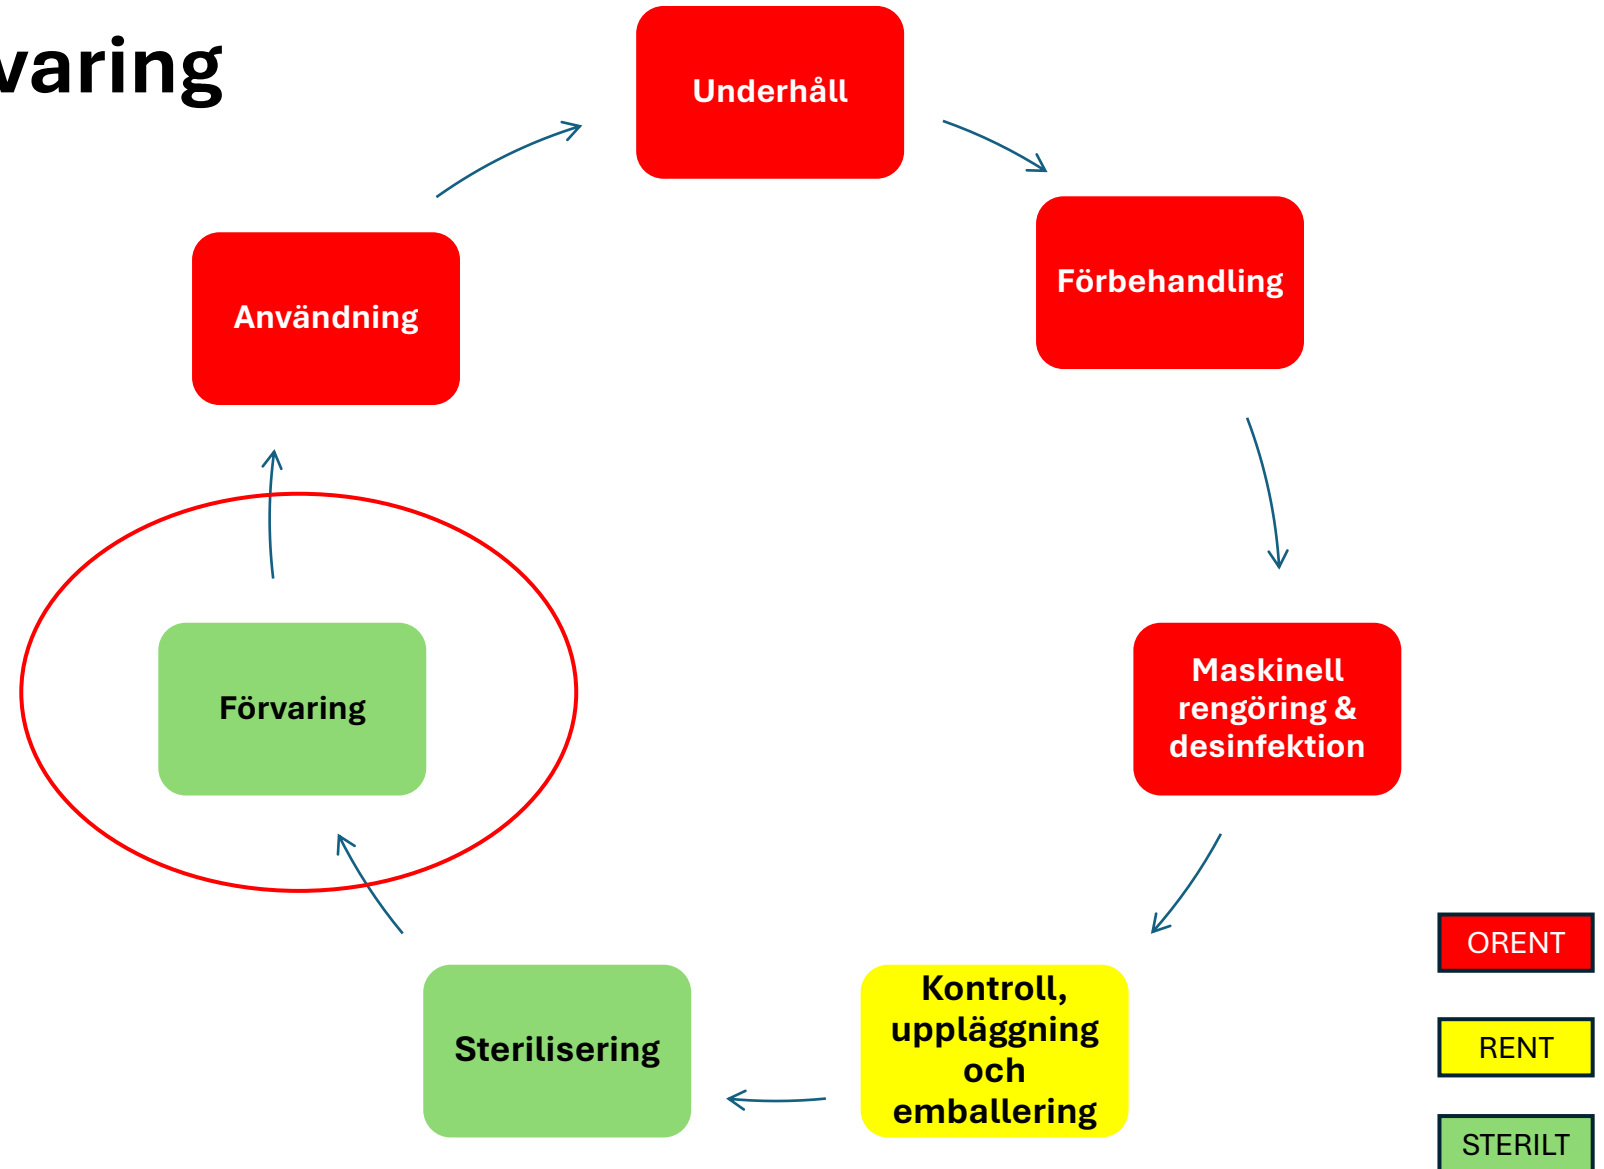 varing
Underhåll
Förbehandling
Användning
Maskinell
rengöring &
desinfektion
Förvaring
Kontroll,
uppläggning
och
emballering
Sterilisering
ORENT
RENT
STERILT